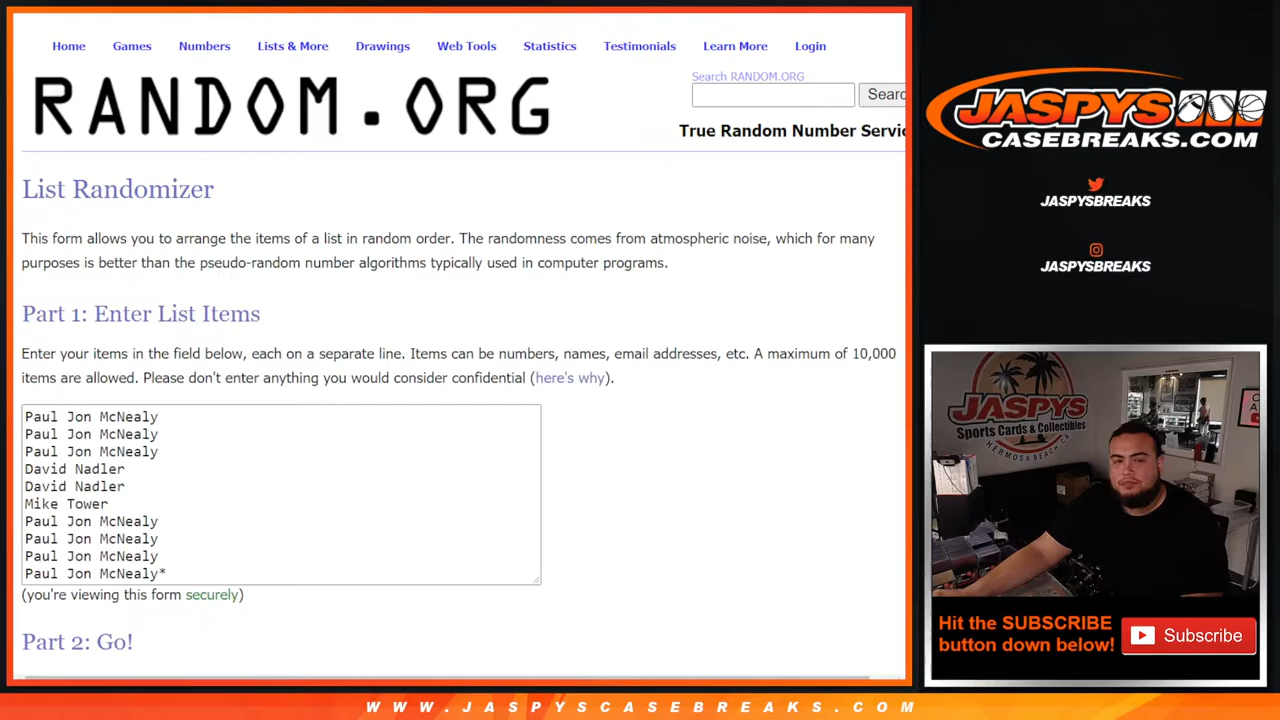 Home Games Numbers Lists & More Drawings Web Tools Statistics Testimonials Learn More Login
RANDOM.ORG
Search RANDOM.ORG
Searc
True Random Number Servic
List Randomizer
This form allows you to arrange the items of a list in random order. The randomness comes from atmospheric noise, which for many
purposes is better than the pseudo-random number algorithms typically used in computer programs.
Part 1: Enter List Items
Enter your items in the field below, each on a separate line. Items can be numbers, names, email addresses, etc. A maximum of 10,000
items are allowed. Please don't enter anything you would consider confidential (here's why).
Paul Jon McNealy
Paul Jon McNealy
Paul Jon McNealy
David Nadler
David Nadler
Mike Tower
Paul Jon McNealy
Paul Jon McNealy
Paul Jon McNealy
Paul Jon McNealy*
(you're viewing this form securely)
Part 2: Go!
JASPYS
CASEBREAKS.COM
JASPYSBREAKS
JASPYSBREAKS
JASPYS
Sports Cards & Collectibles
HERMOSA BEACH, CA
Hit the SUBSCRIBE
button down below!
Subscribe
WWW.JASPYSCASEBREAKS.COM